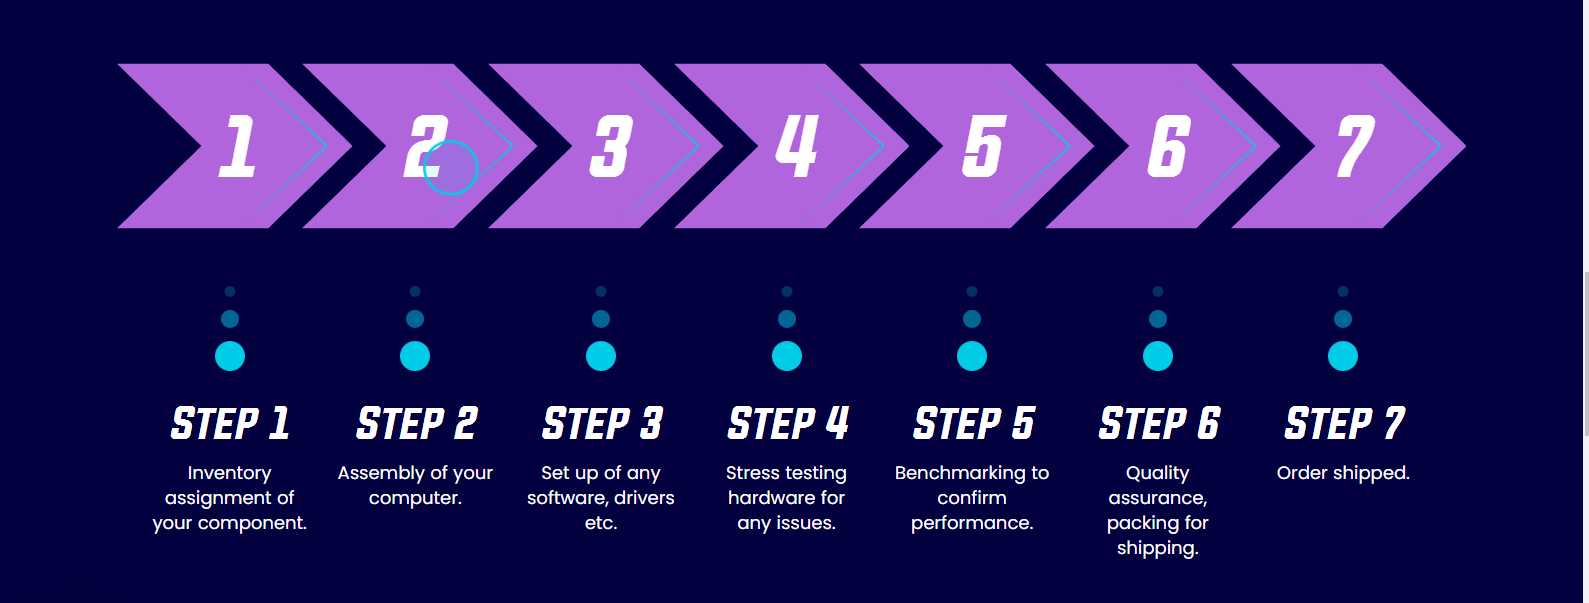 1 2 3 4 5 6 7
STEP 1
Inventory
assignment of
your component.
STEP 2
Assembly of your
computer.
STEP 3
Set up of any
software, drivers
etc.
STEP 4
Stress testing
hardware for
any issues.
STEP 5
Benchmarking to
confirm
performance.
STEP 6
Quality
assurance,
packing for
shipping.
STEP 7
Order shipped.